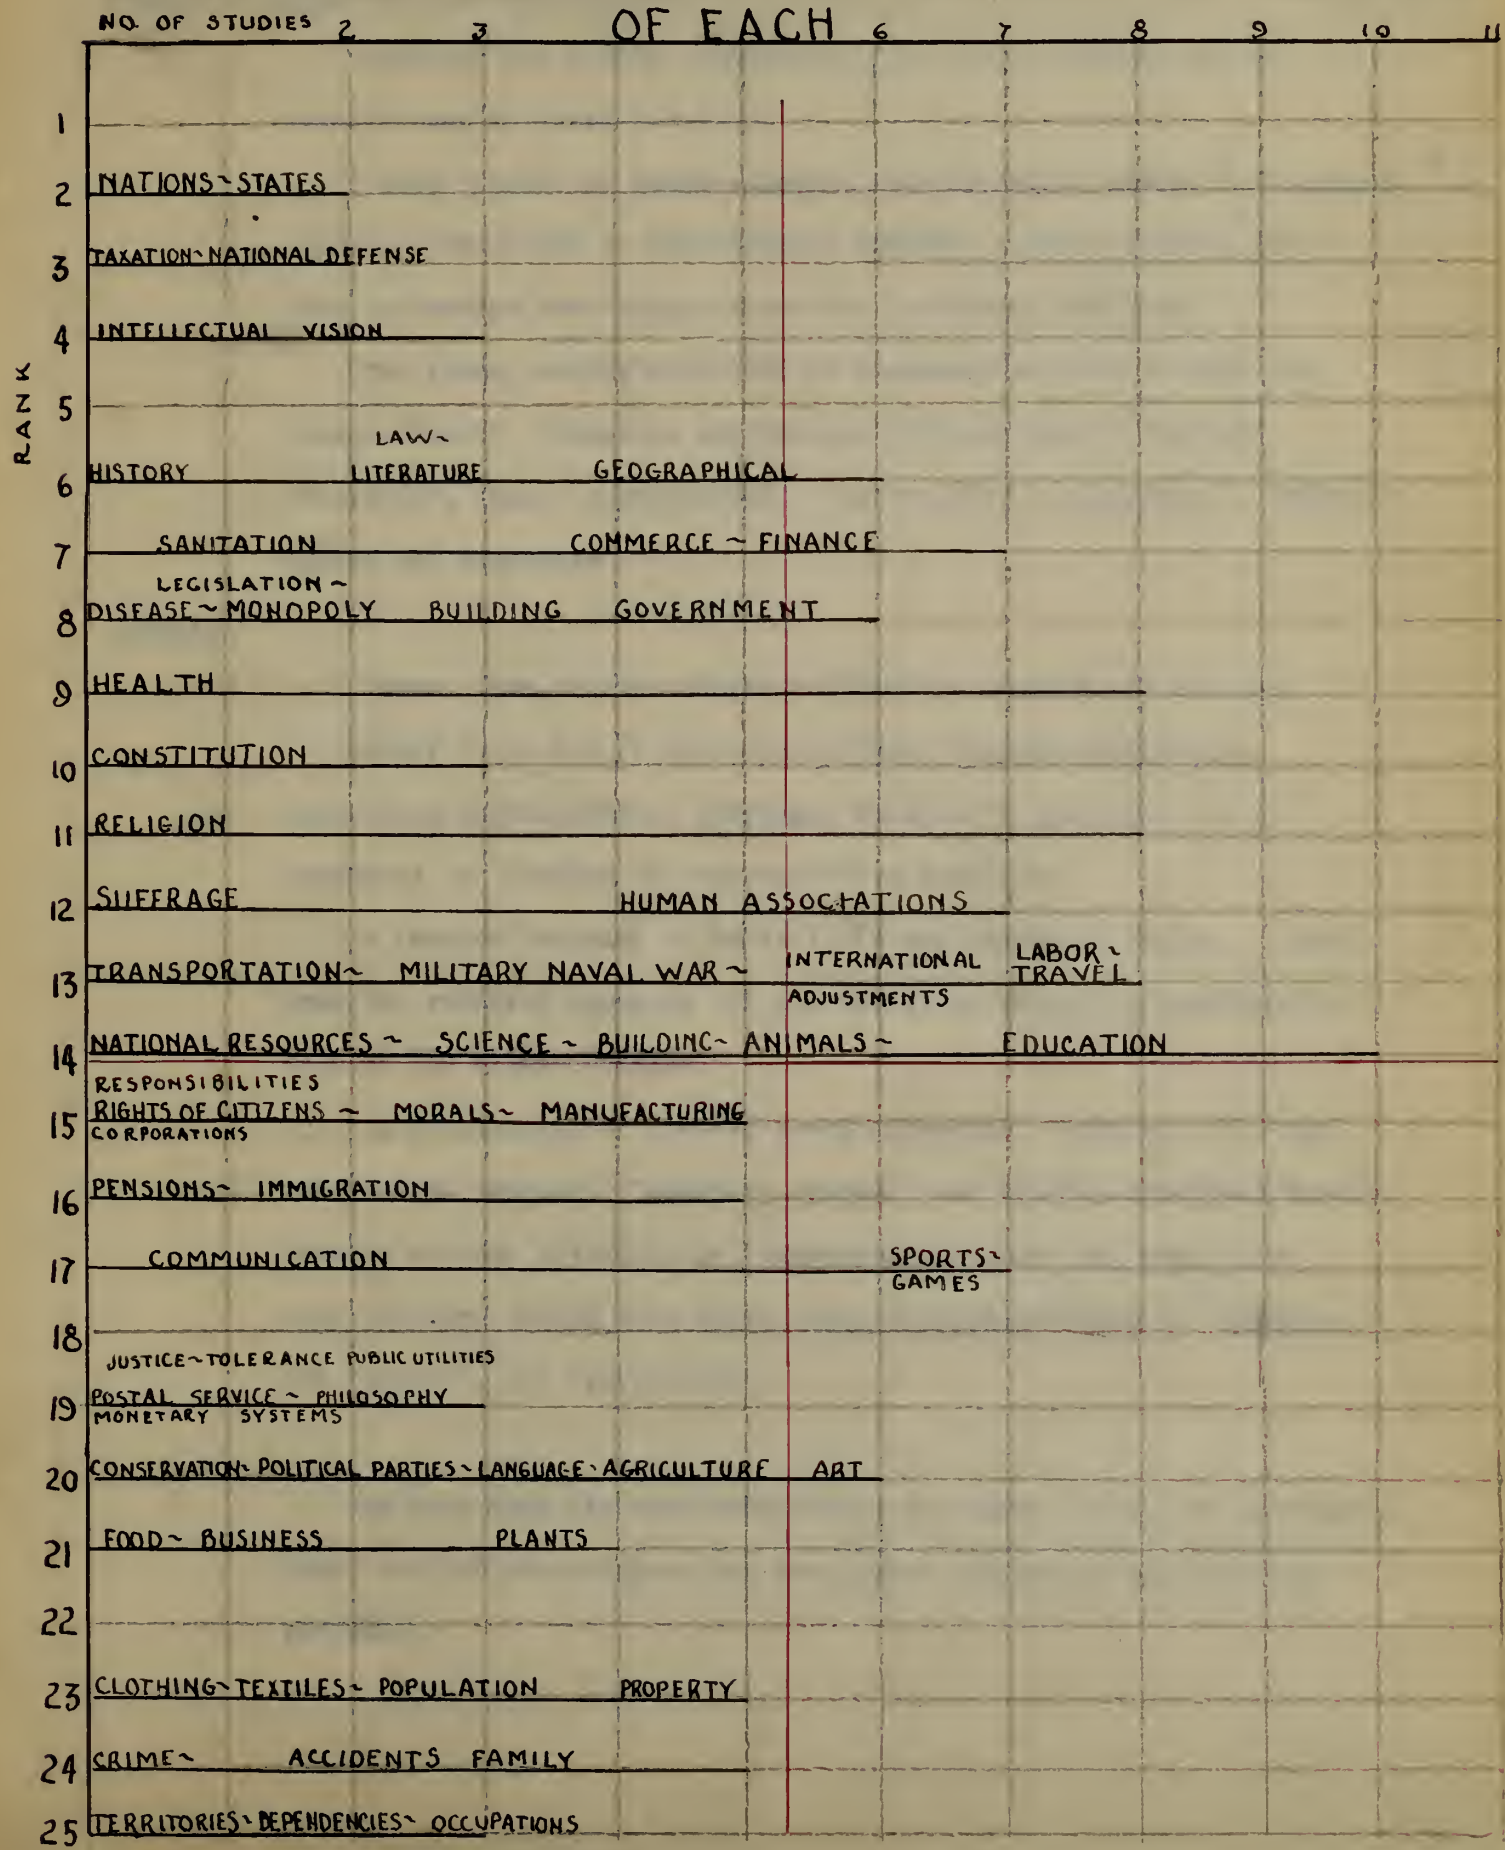 NO. OF STUDIES 2 3 OF EACH 6 7 8 9 10 11
RANK
1
2 NATIONS~STATES
3 TAXATION~NATIONAL DEFENSE
4 INTELLECTUAL VISION
5
LAW~
6 HISTORY LITERATURE GEOGRAPHICAL
7 SANITATION COMMERCE ~ FINANCE
LEGISLATION ~
8 DISEASE~MONOPOLY BUILDING GOVERNMENT
9 HEALTH
10 CONSTITUTION
11 RELIGION
12 SUFFRAGE HUMAN ASSOCIATIONS
INTERNATIONAL LABOR~
13 TRANSPORTATION~ MILITARY NAVAL WAR~ TRAVEL
ADJUSTMENTS
14 NATIONAL RESOURCES ~ SCIENCE ~ BUILDING~ ANIMALS~ EDUCATION
RESPONSIBILITIES
15 RIGHTS OF CITIZENS ~ MORALS~ MANUFACTURING
CORPORATIONS
16 PENSIONS~ IMMIGRATION
17 COMMUNICATION SPORTS~
GAMES
18
JUSTICE~TOLERANCE PUBLIC UTILITIES
19 POSTAL SERVICE ~ PHILOSOPHY
MONETARY SYSTEMS
20 CONSERVATION~POLITICAL PARTIES~LANGUAGE~AGRICULTURE ART
21 FOOD~ BUSINESS PLANTS
22
23 CLOTHING~TEXTILES~ POPULATION PROPERTY
24 CRIME~ ACCIDENTS FAMILY
25 TERRITORIES~DEPENDENCIES~ OCCUPATIONS